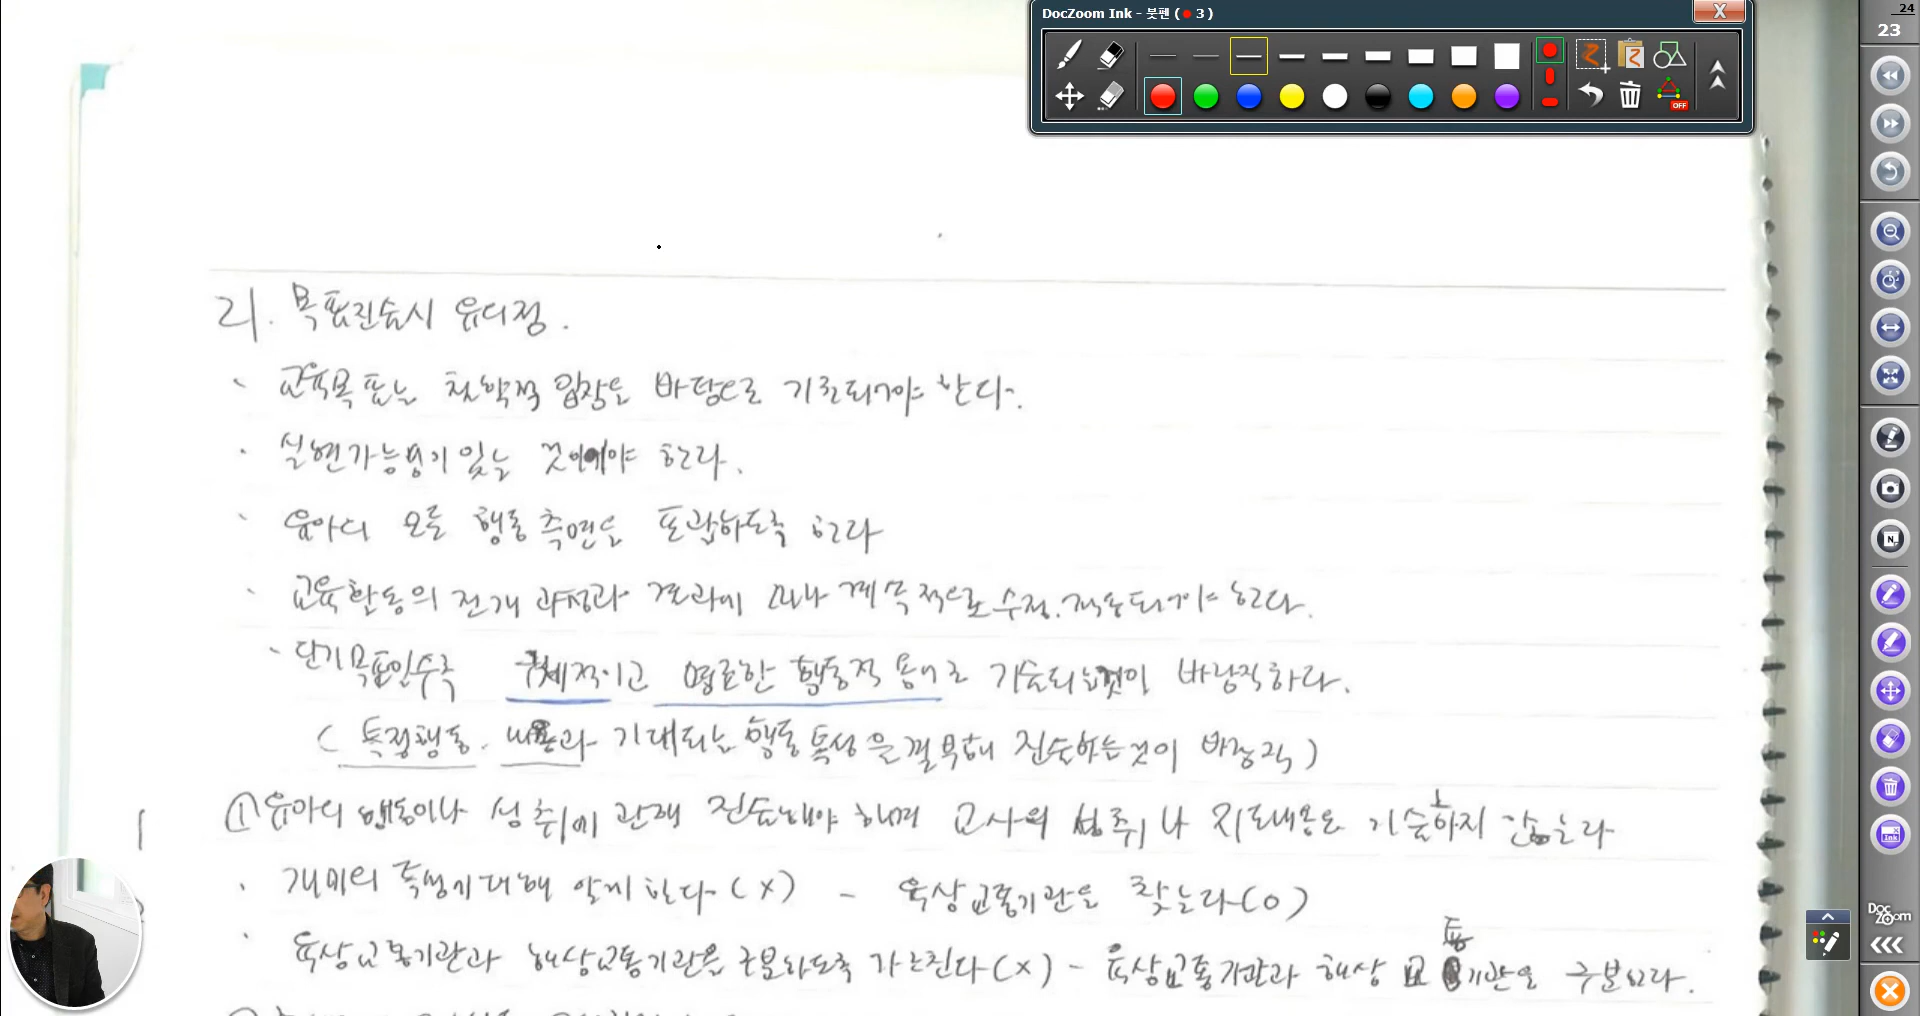 DocZoom Ink - 붓펜 ( 3 )
X
OFF
24
23
N
Ink
Doc
Zoom
리. 목표진술시 유의점.
· 교육목표는 철학적 입장을 바탕으로 기초되어야 한다.
· 실현가능성이 있는 것이어야 한다.
· 유아의 모든 행동측면을 포괄하도록 한다
· 교육활동의 전개 과정과 결과에 따라 계속적으로 수정.적용되어야 한다.
· 단기목표일수록 구체적이고 명료한 행동적 용어로 기술되는것이 바람직하다.
( 특정행동. 내용과 기대되는 행동 특성을 결부해 진술하는것이 바람직 )
① 유아의 행동이나 성취에 관해 진술해야 하며 교사의 성취나 지도내용으로 기술하지 않는다
· 개미의 특성에 대해 알게 한다 (X) - 육상교통기관을 찾는다 (O)
· 육상교통기관과 해상교통기관을 구분하도록 가르친다 (X) - 육상교통기관과 해상 교통기관을 구분한다.